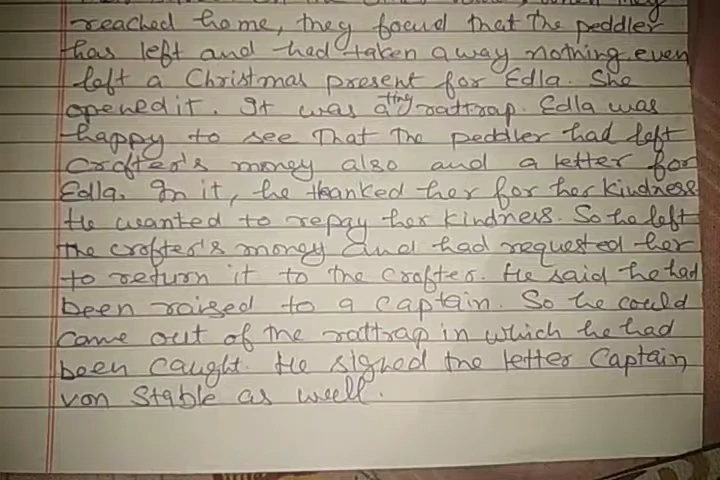 reached home, they found that the peddler
has left and had taken away nothing even
left a Christmas present for Edla. She
opened it. It was a tiny rattrap. Edla was
happy to see that the peddler had left
Crofter's money also and a letter for
Edla. In it, he thanked her for her kindness
He wanted to repay her kindness. So he left
the crofter's money and had requested her
to return it to the crofter. He said he had
been raised to a captain. So he could
came out of the rattrap in which he had
been caught. He signed the letter Captain
von Stable as well.